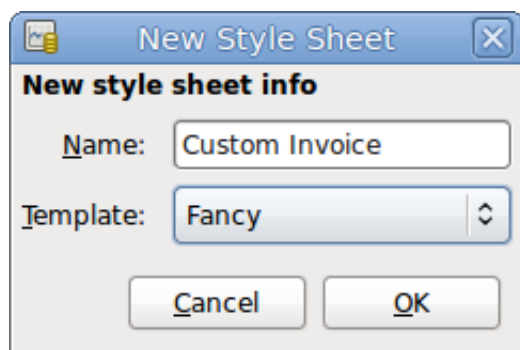 New Style Sheet
New style sheet info
Name: Custom Invoice
Template: Fancy
Cancel OK